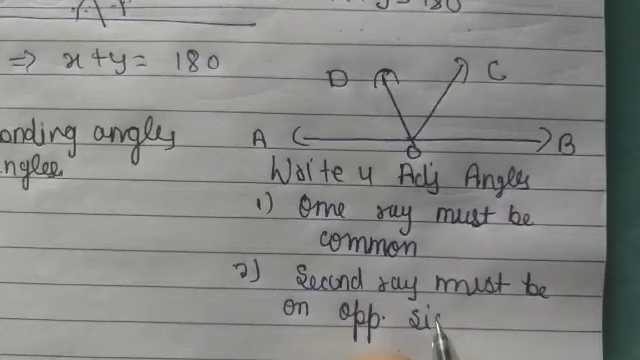 ⇒ x+y = 180
D C
A B
O
onding angles
ngles
Write 4 Adj Angles
1) One ray must be
common
2) Second ray must be
on opp. si